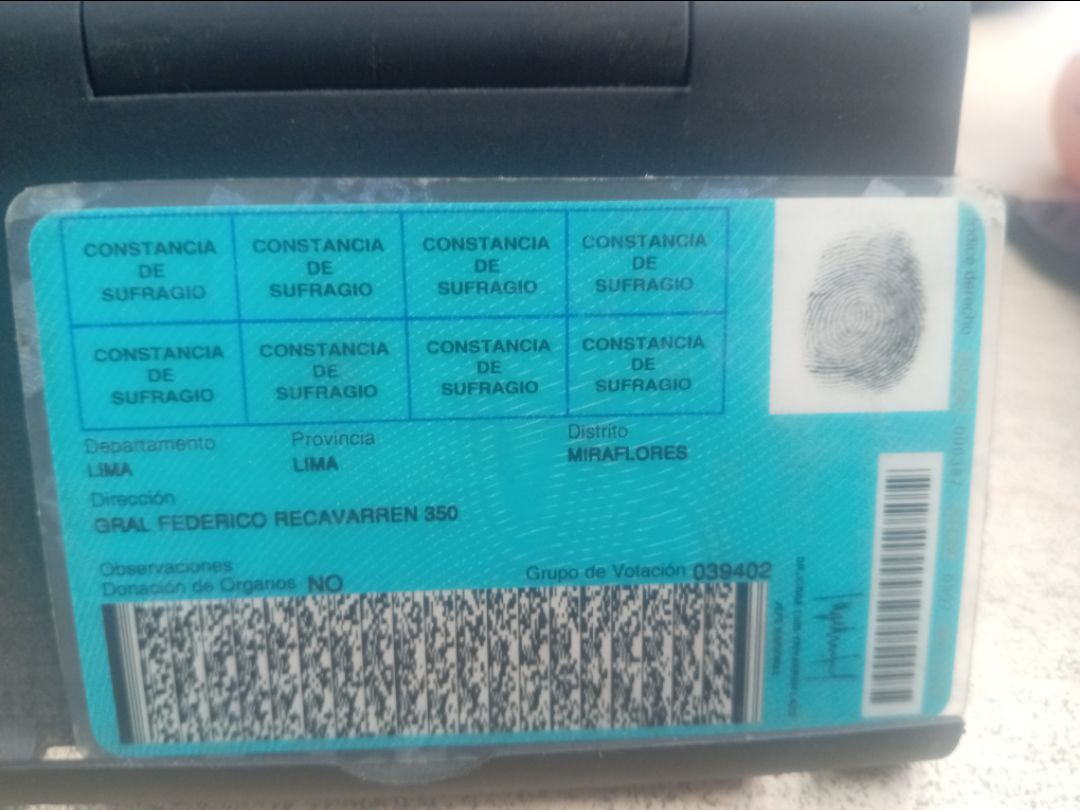 CONSTANCIA DE SUFRAGIO
CONSTANCIA DE SUFRAGIO
CONSTANCIA DE SUFRAGIO
CONSTANCIA DE SUFRAGIO
CONSTANCIA DE SUFRAGIO
CONSTANCIA DE SUFRAGIO
CONSTANCIA DE SUFRAGIO
CONSTANCIA DE SUFRAGIO
Departamento Provincia Distrito
LIMA LIMA MIRAFLORES
Dirección
GRAL FEDERICO RECAVARREN 350
Observaciones
Donación de Organos NO Grupo de Votación 039402
Indice derecho